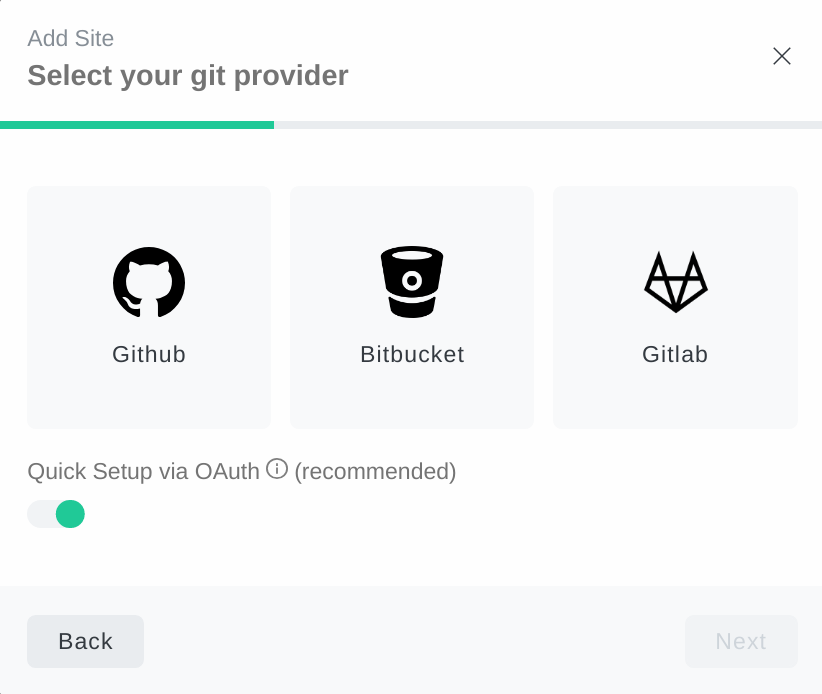 Add Site
Select your git provider
Github
Bitbucket
Gitlab
Quick Setup via OAuth (recommended)
Back
Next